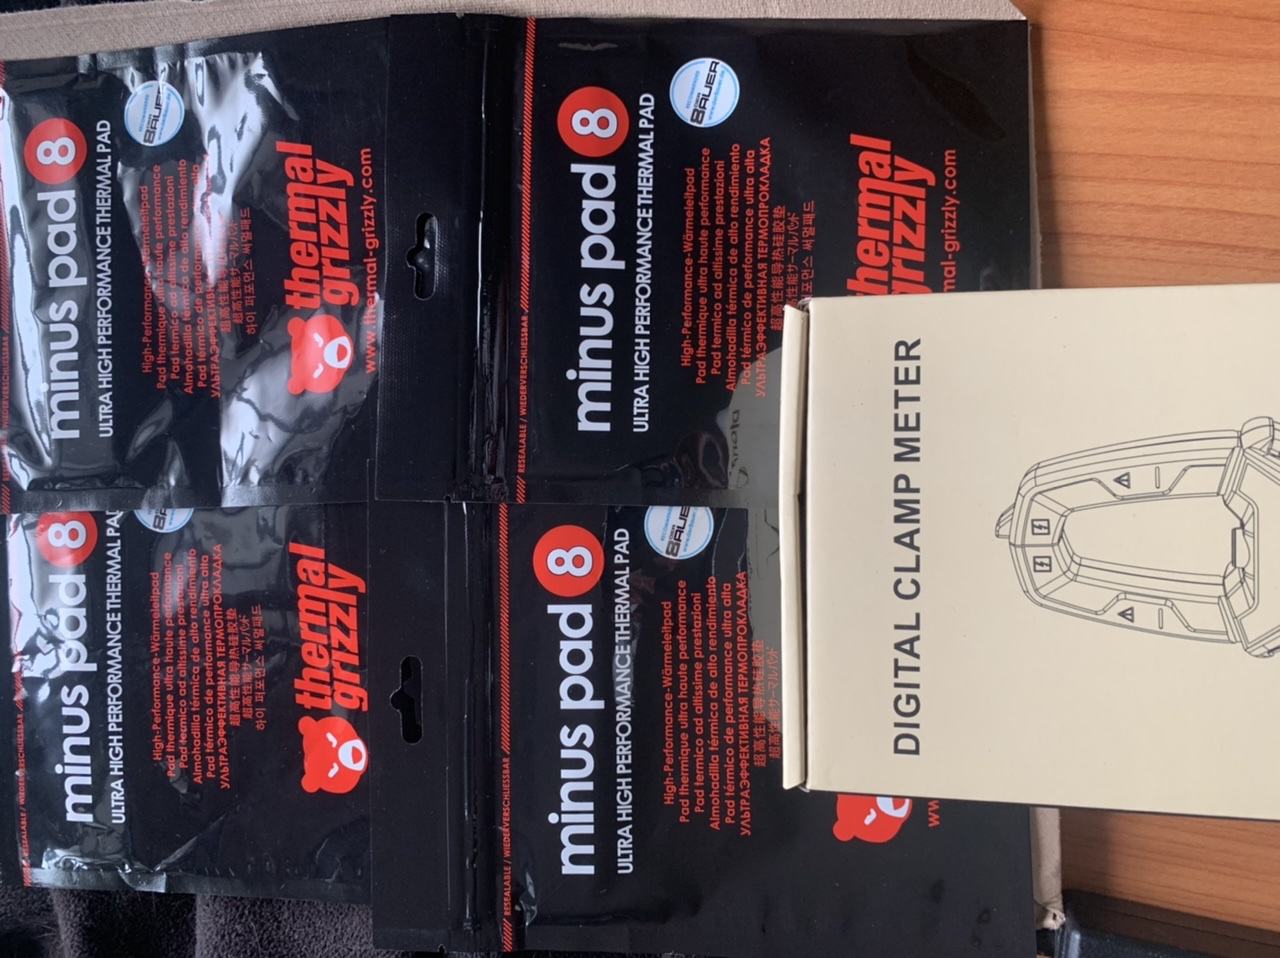 RESEALABLE / WIEDERVERSCHLIESSBAR
minus pad 8
ULTRA HIGH PERFORMANCE THERMAL PAD
8AUER
High-Performance-Wärmeleitpad
Pad thermique ultra haute performance
Pad termico ad altissime prestazioni
Almohadilla térmica de alto rendimiento
Pad térmico de performance ultra alta
УЛЬТРАЭФФЕКТИВНАЯ ТЕРМОПРОКЛАДКА
超高性能导热硅胶垫
超高性能サーマルパッド
하이 퍼포먼스 써멀패드
thermal
grizzly
www.thermal-grizzly.com
RESEALABLE / WIEDERVERSCHLIESSBAR
minus pad 8
ULTRA HIGH PERFORMANCE THERMAL PAD
8AUER
High-Performance-Wärmeleitpad
Pad thermique ultra haute performance
Pad termico ad altissime prestazioni
Almohadilla térmica de alto rendimiento
Pad térmico de performance ultra alta
УЛЬТРАЭФФЕКТИВНАЯ ТЕРМОПРОКЛАДКА
超高性能导热硅胶垫
超高性能サーマルパッド
하이 퍼포먼스 써멀패드
thermal
grizzly
mal-grizzly.com
RESEALABLE / WIEDERVERSCHLIESSBAR
minus pad 8
ULTRA HIGH PERFORMANCE THERMAL PAD
High-Performance-Wärmeleitpad
Pad thermique ultra haute performance
Pad termico ad altissime prestazioni
Almohadilla térmica de alto rendimiento
Pad térmico de performance ultra alta
УЛЬТРАЭФФЕКТИВНАЯ ТЕРМОПРОКЛАДКА
超高性能导热硅胶垫
超高性能サーマルパッド
하이 퍼포먼스 써멀패드
thermal
grizzly
RESEALABLE / WIEDERVERSCHLIESSBAR
minus pad 8
ULTRA HIGH PERFORMANCE THERMAL PAD
8AUER
High-Performance-Wärmeleitpad
Pad thermique ultra haute performance
Pad termico ad altissime prestazioni
Almohadilla térmica de alto rendimiento
Pad térmico de performance ultra alta
УЛЬТРАЭФФЕКТИВНАЯ ТЕРМОПРОКЛАДКА
超高性能导热硅胶垫
超高性能サーマルパッド
w
DIGITAL CLAMP METER